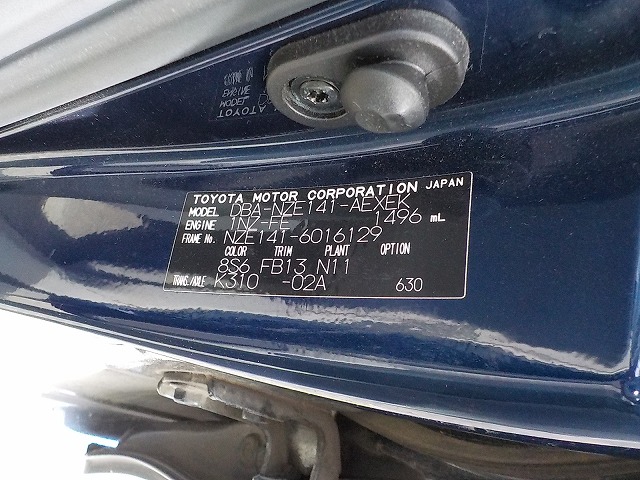 TOYOTA MOTOR CORPORATION JAPAN
MODEL DBA-NZE141-AEXEK
ENGINE 1NZ-FE 1496 mL
FRAME No. NZE141-6016129
COLOR TRIM PLANT OPTION
8S6 FB13 N11
TRANS./AXLE K310 -02A 630